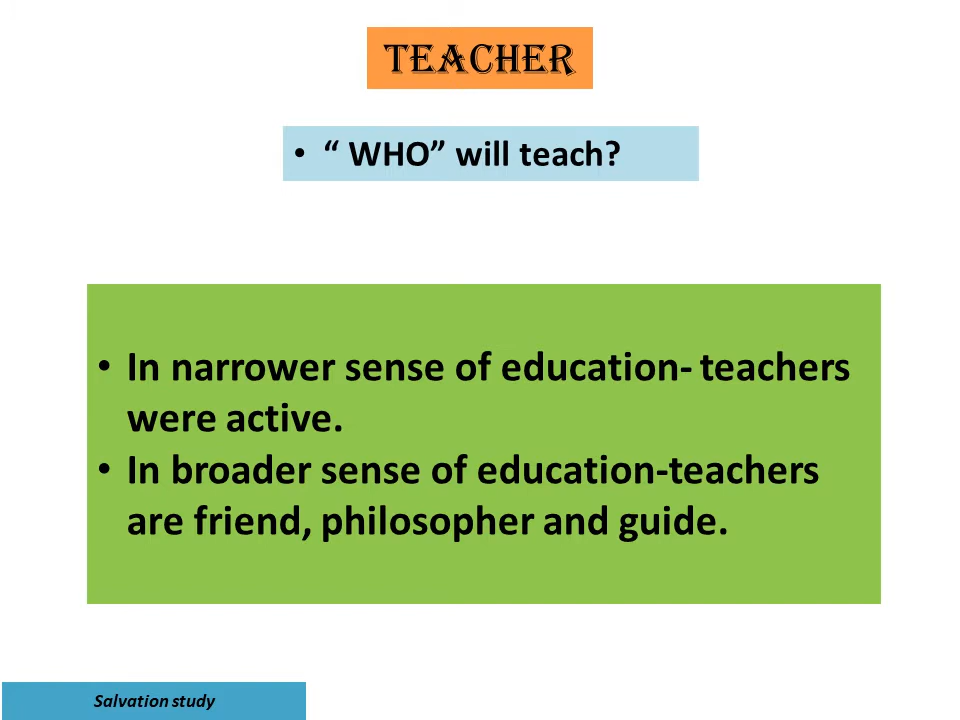 TEACHER
• “ WHO” will teach?
• In narrower sense of education- teachers
were active.
• In broader sense of education-teachers
are friend, philosopher and guide.
Salvation study